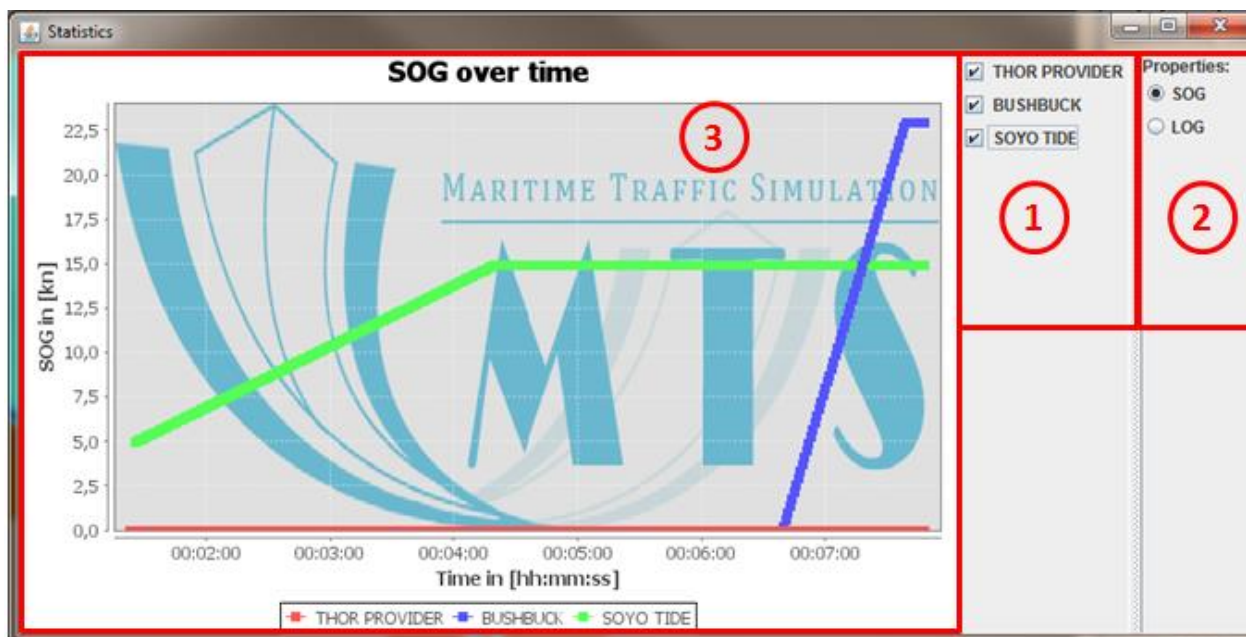 Statistics
SOG over time
3
MARITIME TRAFFIC SIMULATION
MTS
SOG in [kn]
22,5
20,0
17,5
15,0
12,5
10,0
7,5
5,0
2,5
0,0
00:02:00 00:03:00 00:04:00 00:05:00 00:06:00 00:07:00
Time in [hh:mm:ss]
THOR PROVIDER BUSHBUCK SOYO TIDE
THOR PROVIDER
BUSHBUCK
SOYO TIDE
1
Properties:
SOG
LOG
2